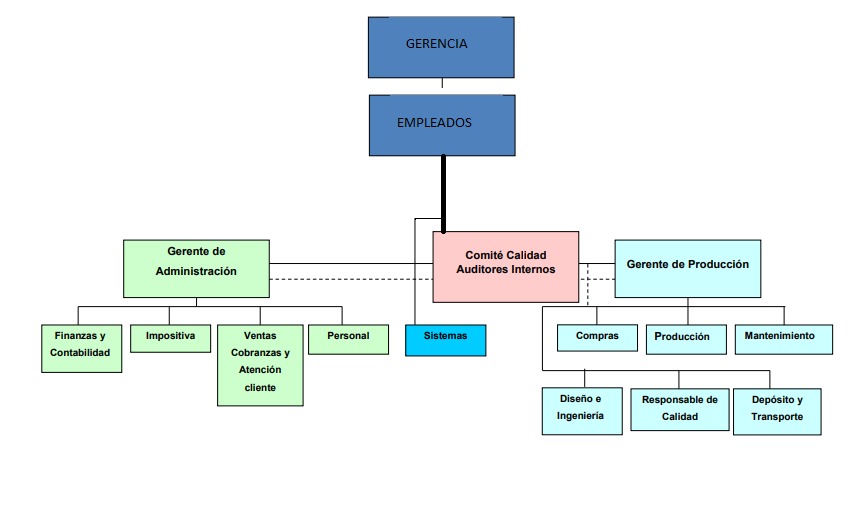 GERENCIA
EMPLEADOS
Gerente de
Administración
Comité Calidad
Auditores Internos
Gerente de Producción
Finanzas y
Contabilidad
Impositiva
Ventas
Cobranzas y
Atención
cliente
Personal
Sistemas
Compras
Producción
Mantenimiento
Diseño e
Ingeniería
Responsable de
Calidad
Depósito y
Transporte